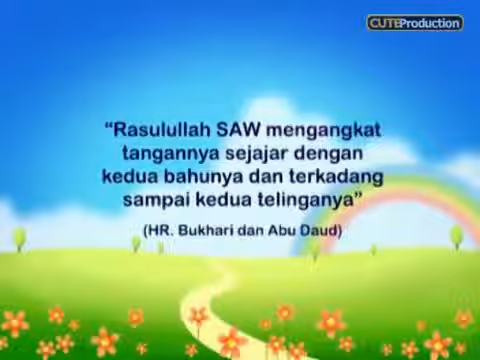 CUTEProduction
“Rasulullah SAW mengangkat
tangannya sejajar dengan
kedua bahunya dan terkadang
sampai kedua telinganya”
(HR. Bukhari dan Abu Daud)